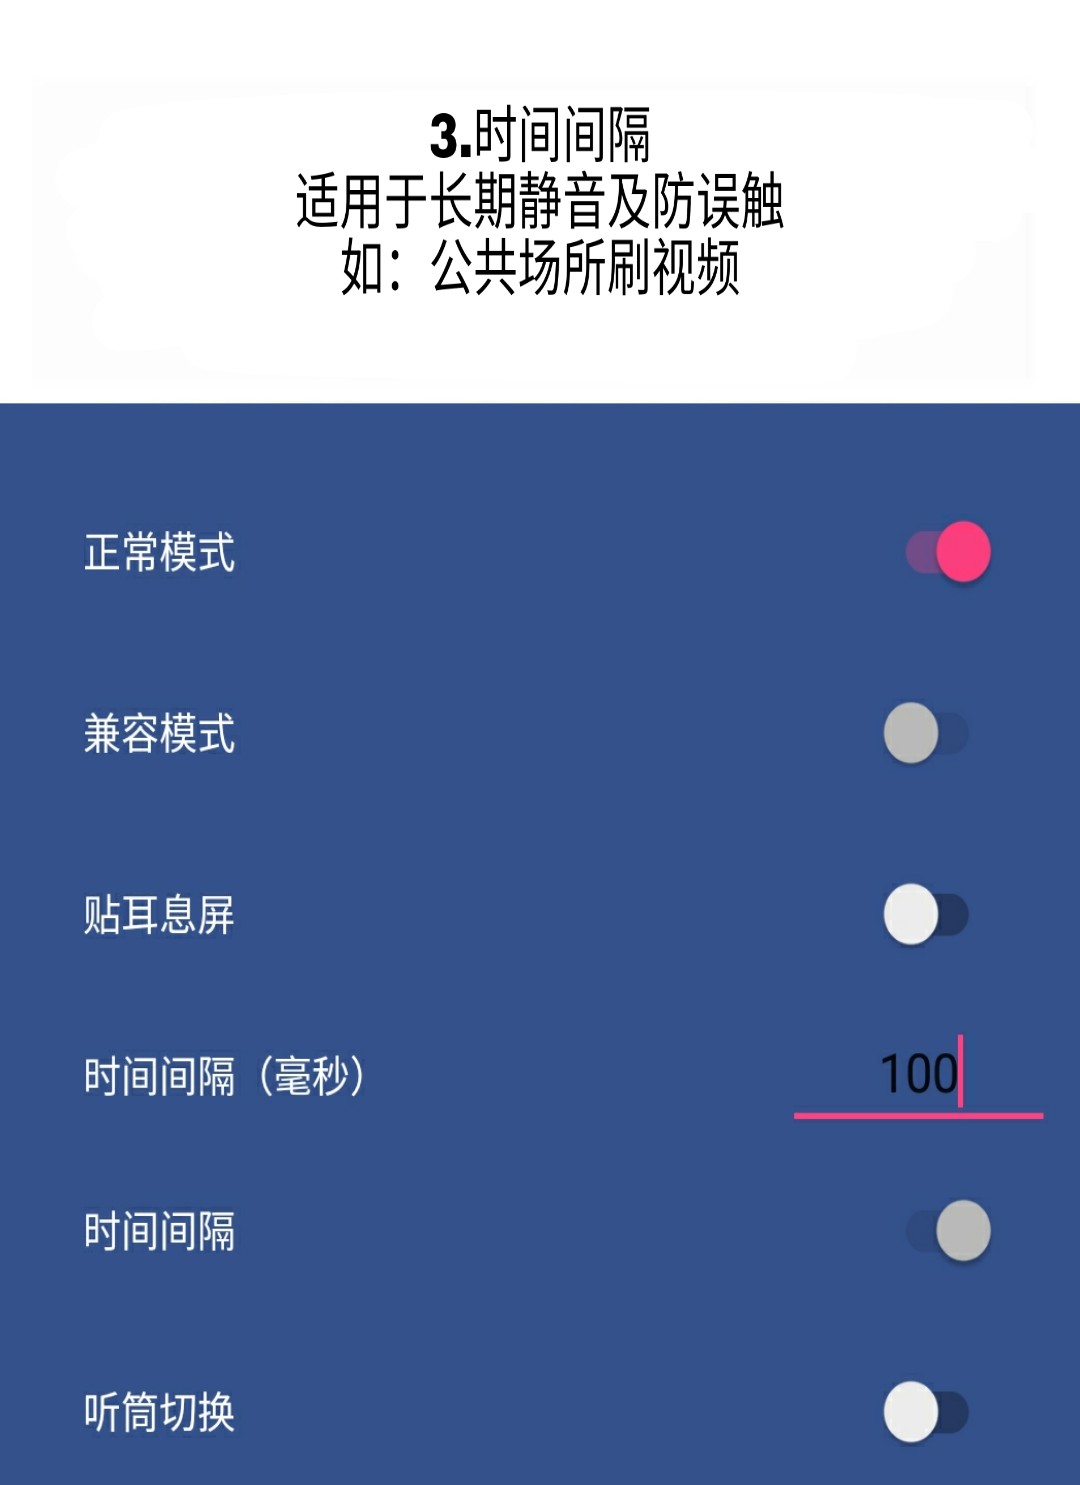 3.时间间隔
适用于长期静音及防误触
如：公共场所刷视频
正常模式
兼容模式
贴耳息屏
时间间隔（毫秒）
100
时间间隔
听筒切换